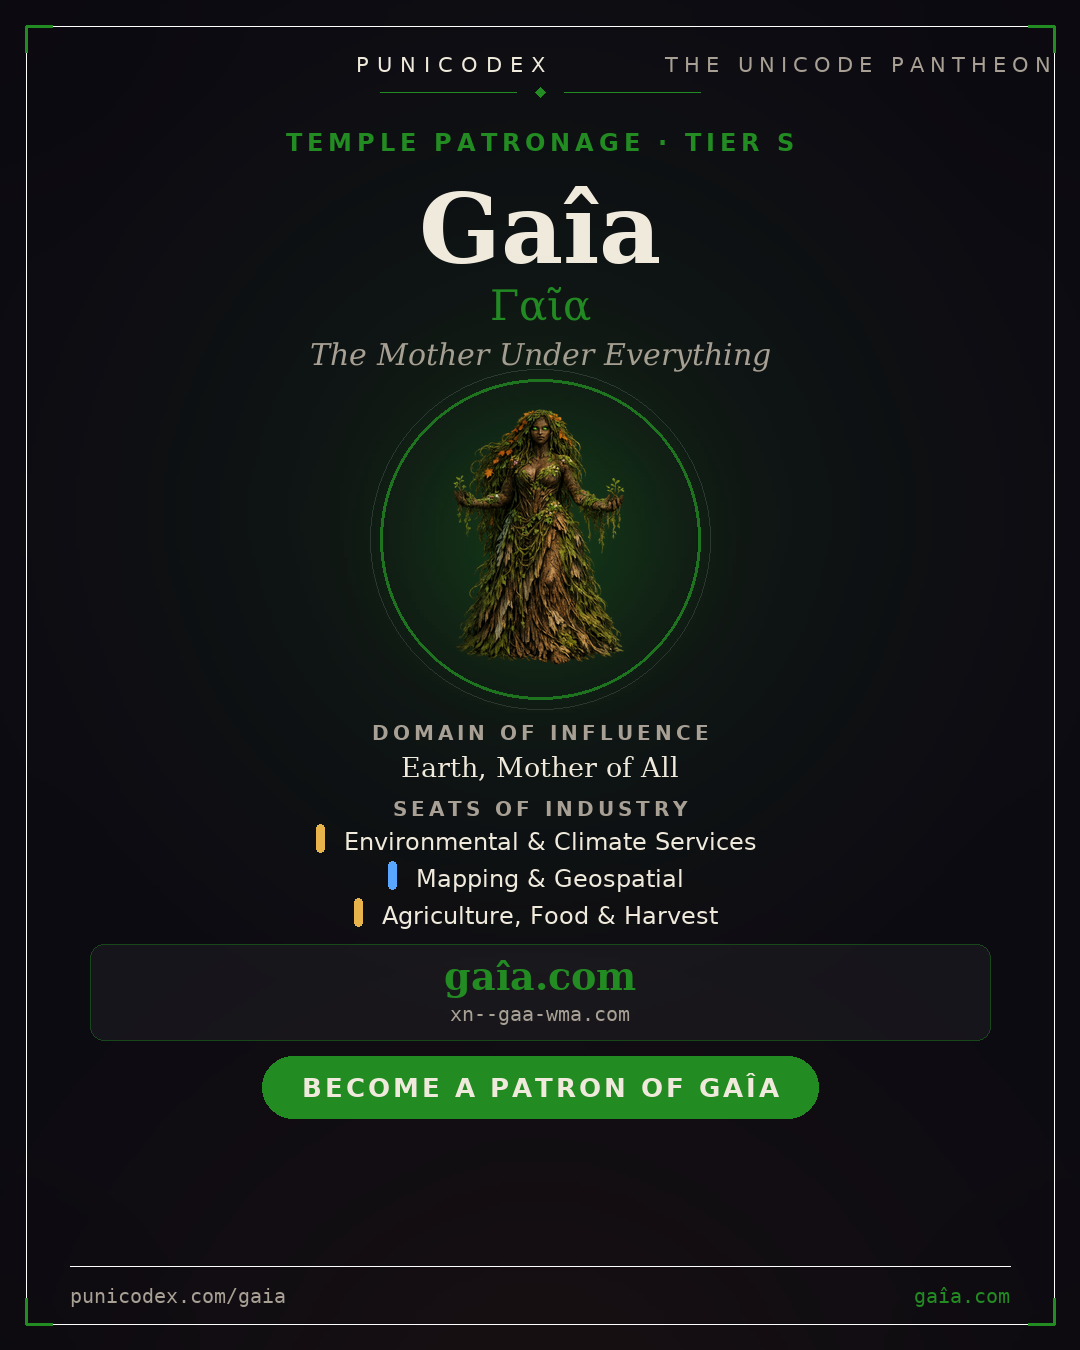 PUNICODEX THE UNICODE PANTHEON
TEMPLE PATRONAGE · TIER S
Gaîa
Γαῖα
The Mother Under Everything
DOMAIN OF INFLUENCE
Earth, Mother of All
SEATS OF INDUSTRY
Environmental & Climate Services
Mapping & Geospatial
Agriculture, Food & Harvest
gaîa.com
xn--gaa-wma.com
BECOME A PATRON OF GAÎA
punicodex.com/gaia gaîa.com